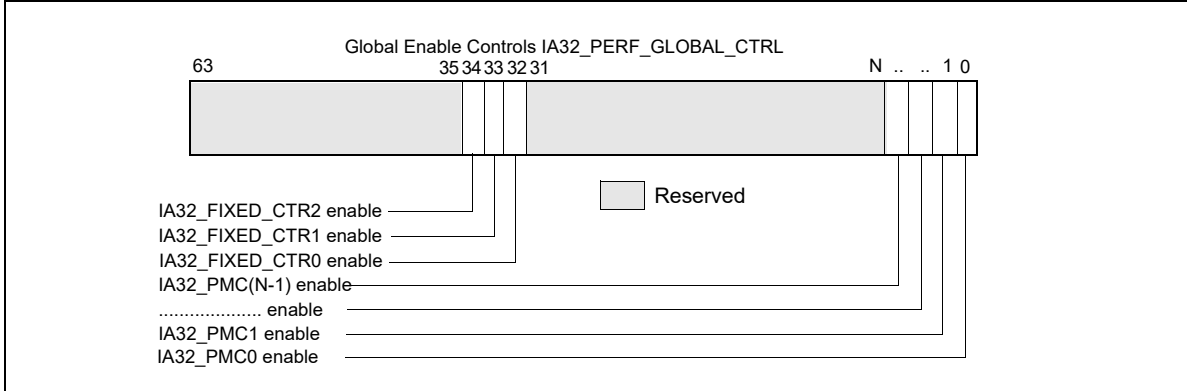 Global Enable Controls IA32_PERF_GLOBAL_CTRL
63 35 34 33 32 31 N .. .. 1 0
Reserved
IA32_FIXED_CTR2 enable
IA32_FIXED_CTR1 enable
IA32_FIXED_CTR0 enable
IA32_PMC(N-1) enable
.................... enable
IA32_PMC1 enable
IA32_PMC0 enable